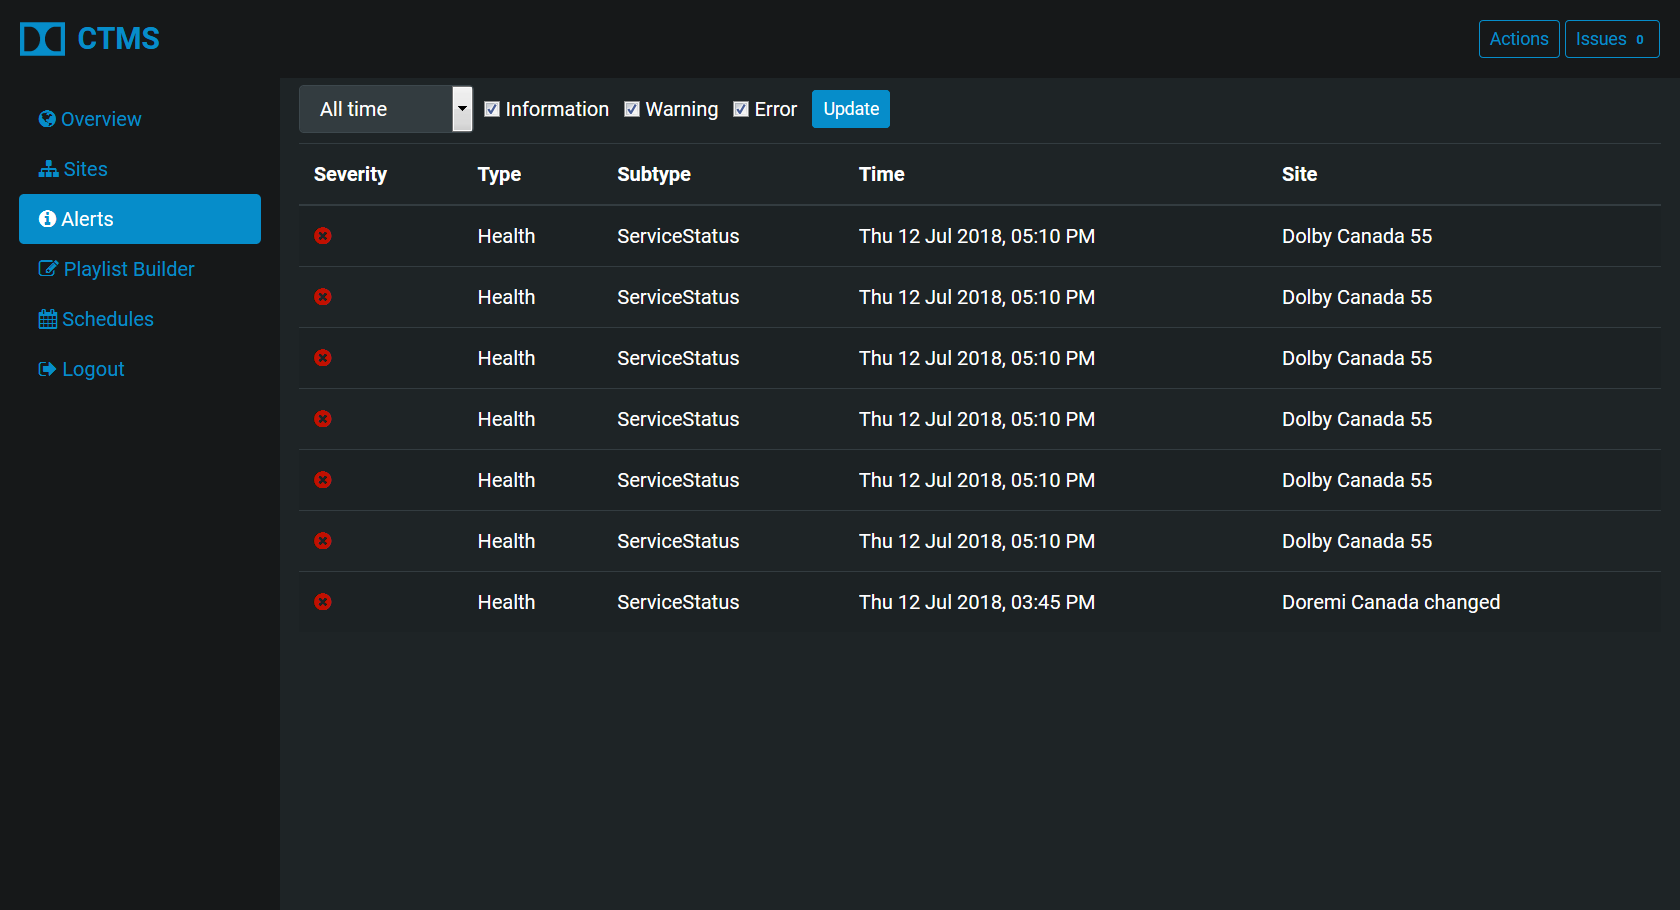 CTMS
Actions
Issues 0
Overview
Sites
Alerts
Playlist Builder
Schedules
Logout
All time Information Warning Error Update
Severity Type Subtype Time Site
Health ServiceStatus Thu 12 Jul 2018, 05:10 PM Dolby Canada 55
Health ServiceStatus Thu 12 Jul 2018, 05:10 PM Dolby Canada 55
Health ServiceStatus Thu 12 Jul 2018, 05:10 PM Dolby Canada 55
Health ServiceStatus Thu 12 Jul 2018, 05:10 PM Dolby Canada 55
Health ServiceStatus Thu 12 Jul 2018, 05:10 PM Dolby Canada 55
Health ServiceStatus Thu 12 Jul 2018, 05:10 PM Dolby Canada 55
Health ServiceStatus Thu 12 Jul 2018, 03:45 PM Doremi Canada changed